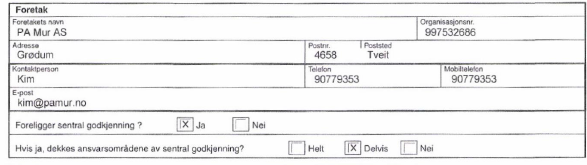 Foretak
Foretakets navn Organisasjonsnr.
PA Mur AS 997532686
Adresse Postnr. Poststed
Grødum 4658 Tveit
Kontaktperson Telefon Mobiltelefon
Kim 90779353 90779353
E-post
kim@pamur.no
Foreligger sentral godkjenning ? X Ja Nei
Hvis ja, dekkes ansvarsområdene av sentral godkjenning? Helt X Delvis Nei